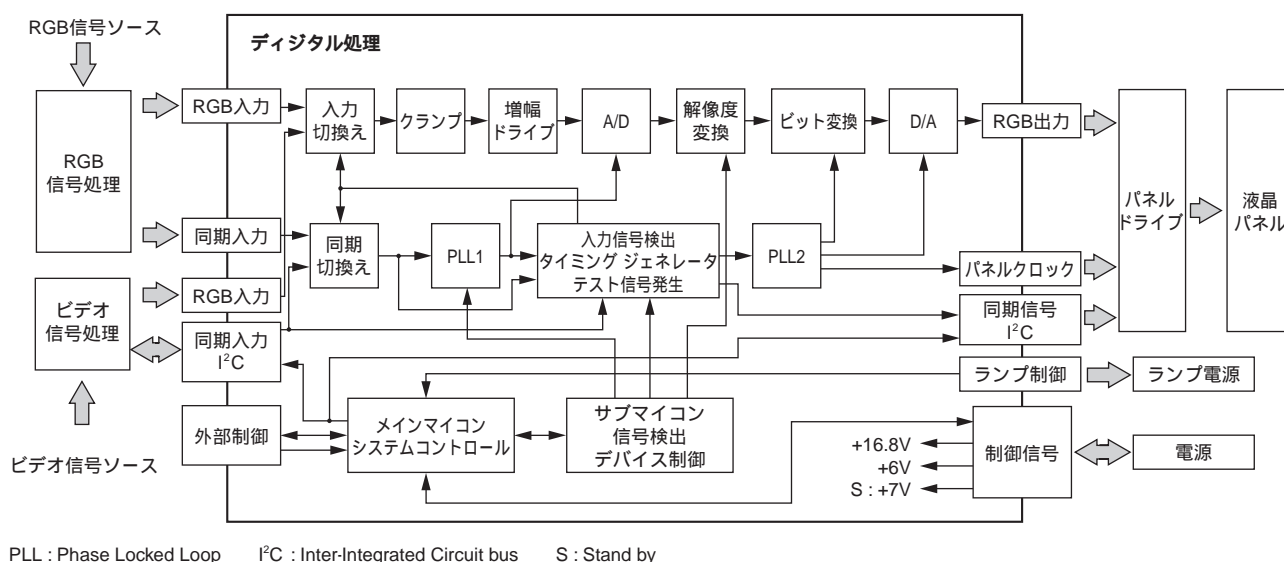 RGB信号ソース
ディジタル処理
RGB入力
入力
切換え
クランプ
増幅
ドライブ
A/D
解像度
変換
ビット変換
D/A
RGB出力
RGB
信号処理
パネル
ドライブ
液晶
パネル
同期入力
同期
切換え
PLL1
入力信号検出
タイミング ジェネレータ
テスト信号発生
PLL2
パネルクロック
RGB入力
ビデオ
信号処理
同期入力
I²C
同期信号
I²C
ランプ制御
ランプ電源
外部制御
メインマイコン
システムコントロール
サブマイコン
信号検出
デバイス制御
+16.8V
+6V
S : +7V
制御信号
電源
ビデオ信号ソース
PLL : Phase Locked Loop I²C : Inter-Integrated Circuit bus S : Stand by